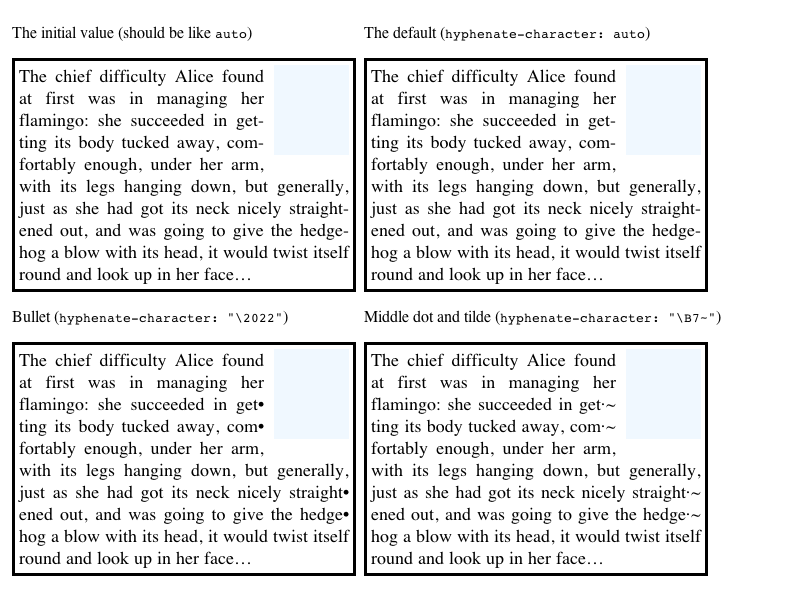 The initial value (should be like auto)
The chief difficulty Alice found
at first was in managing her
flamingo: she succeeded in get-
ting its body tucked away, com-
fortably enough, under her arm,
with its legs hanging down, but generally,
just as she had got its neck nicely straight-
ened out, and was going to give the hedge-
hog a blow with its head, it would twist itself
round and look up in her face…
The default (hyphenate-character: auto)
The chief difficulty Alice found
at first was in managing her
flamingo: she succeeded in get-
ting its body tucked away, com-
fortably enough, under her arm,
with its legs hanging down, but generally,
just as she had got its neck nicely straight-
ened out, and was going to give the hedge-
hog a blow with its head, it would twist itself
round and look up in her face…
Bullet (hyphenate-character: "\2022")
The chief difficulty Alice found
at first was in managing her
flamingo: she succeeded in get•
ting its body tucked away, com•
fortably enough, under her arm,
with its legs hanging down, but generally,
just as she had got its neck nicely straight•
ened out, and was going to give the hedge•
hog a blow with its head, it would twist itself
round and look up in her face…
Middle dot and tilde (hyphenate-character: "\B7~")
The chief difficulty Alice found
at first was in managing her
flamingo: she succeeded in get·~
ting its body tucked away, com·~
fortably enough, under her arm,
with its legs hanging down, but generally,
just as she had got its neck nicely straight·~
ened out, and was going to give the hedge·~
hog a blow with its head, it would twist itself
round and look up in her face…